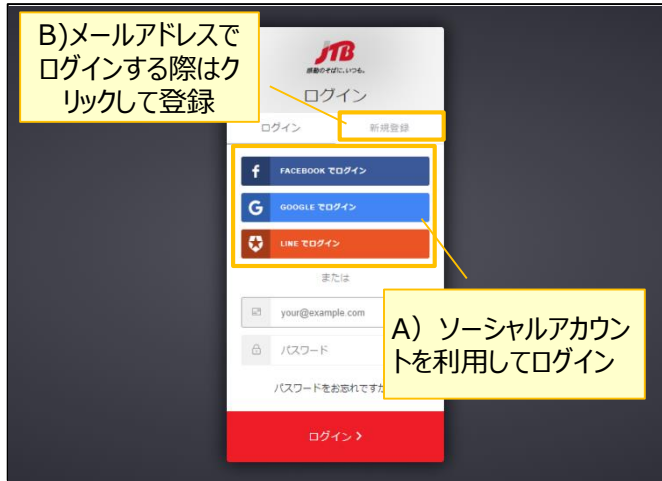 B)メールアドレスで
ログインする際はク
リックして登録
JTB
感動のそばに、いつも。
ログイン
ログイン
新規登録
f FACEBOOK でログイン
G GOOGLE でログイン
LINE でログイン
または
your@example.com
パスワード
A) ソーシャルアカウン
トを利用してログイン
パスワードをお忘れですか
ログイン >